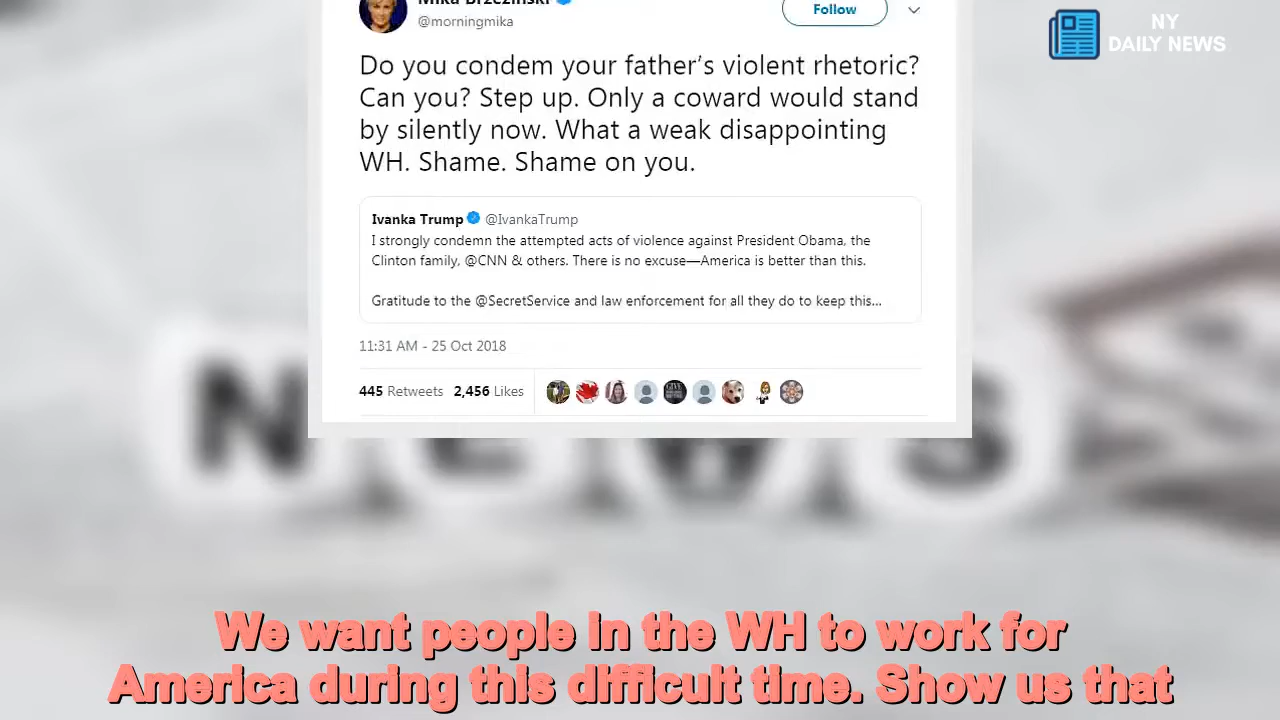 Mika Brzezinski
@morningmika
Follow
NY
DAILY NEWS
Do you condem your father’s violent rhetoric?
Can you? Step up. Only a coward would stand
by silently now. What a weak disappointing
WH. Shame. Shame on you.
Ivanka Trump @IvankaTrump
I strongly condemn the attempted acts of violence against President Obama, the
Clinton family, @CNN & others. There is no excuse—America is better than this.
Gratitude to the @SecretService and law enforcement for all they do to keep this...
11:31 AM - 25 Oct 2018
445 Retweets 2,456 Likes
NEWS
We want people in the WH to work for
America during this difficult time. Show us that